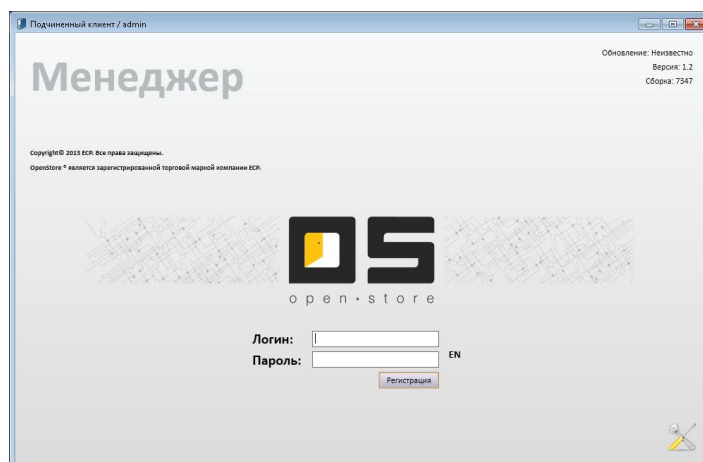 Подчиненный клиент / admin
Менеджер
Обновление: Неизвестно
Версия: 1.2
Сборка: 7347
Copyright© 2013 ECP. Все права защищены.
OpenStore ® является зарегистрированной торговой маркой компании ECP.
OS
open·store
Логин:
Пароль:
EN
Регистрация